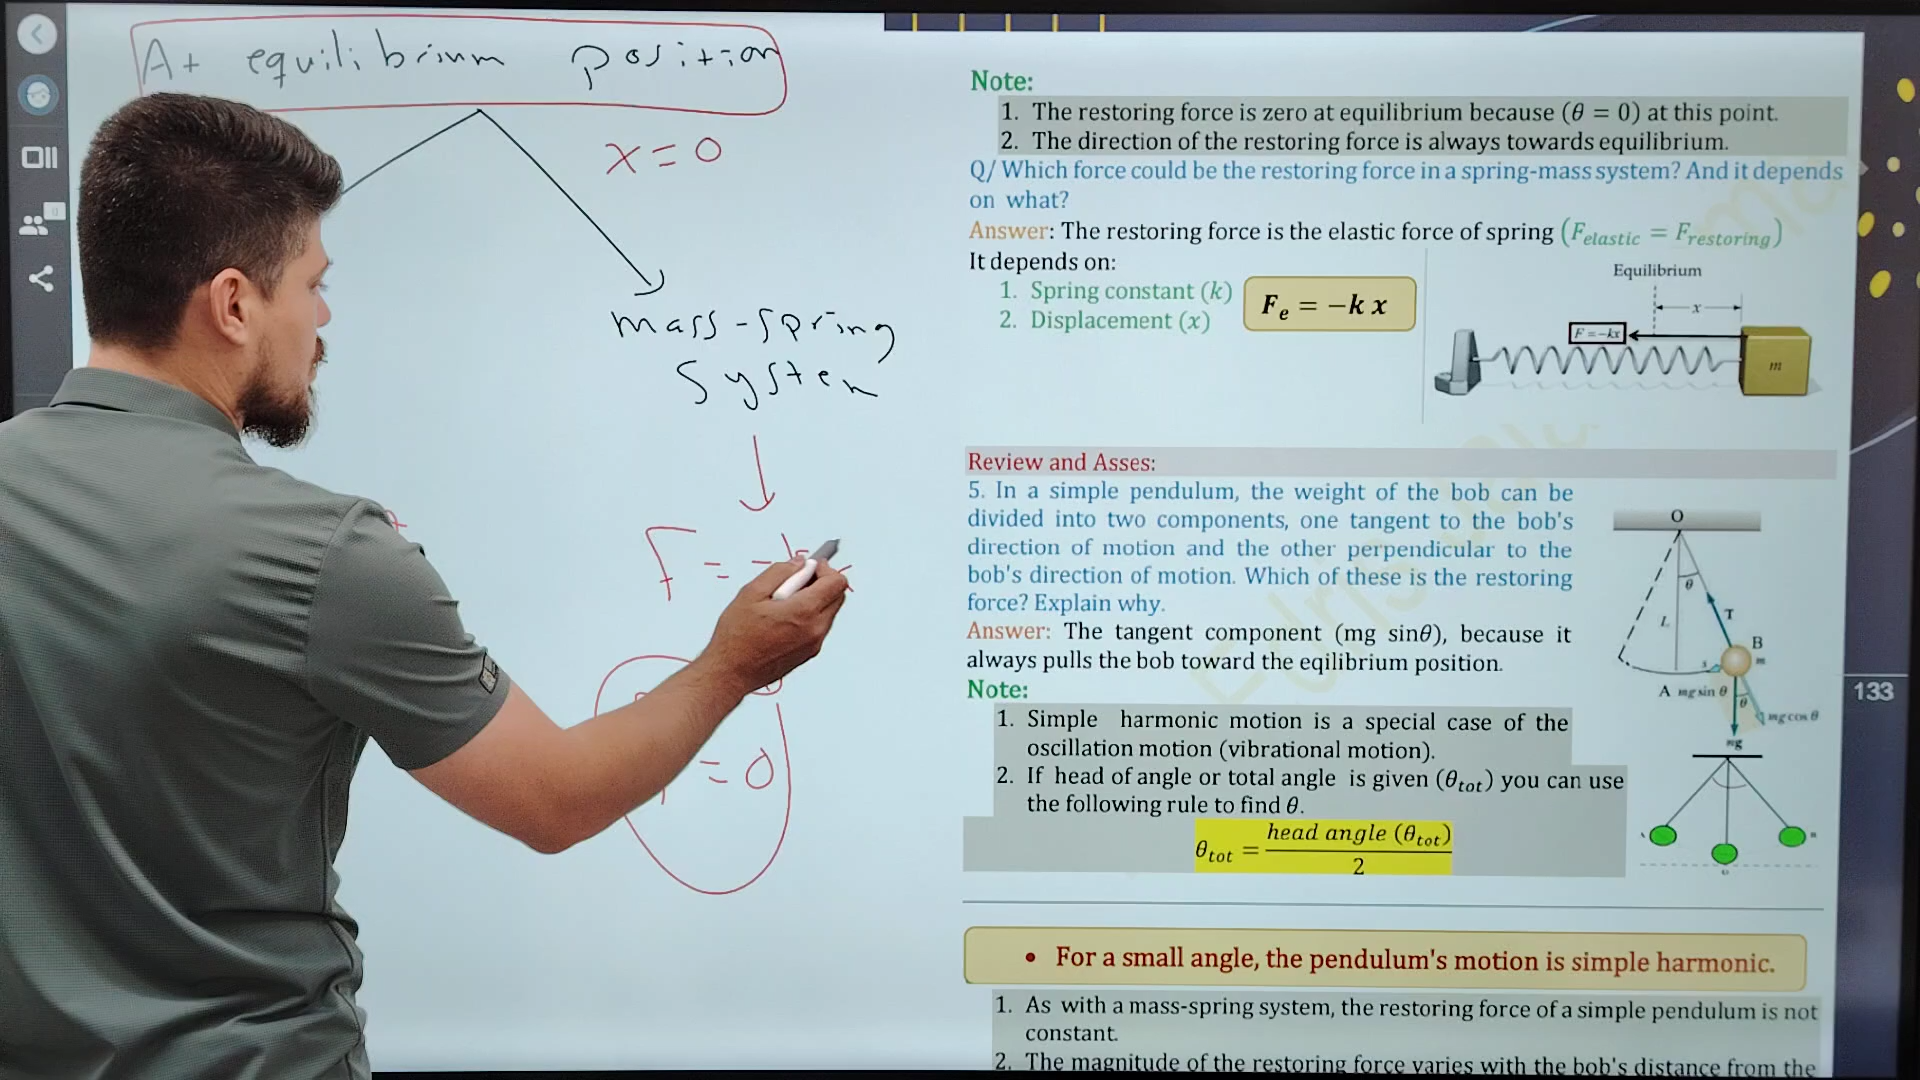 At equilibrium position
x = 0
mass-spring
system
F = -k
= 0
Note:
1. The restoring force is zero at equilibrium because (θ = 0) at this point.
2. The direction of the restoring force is always towards equilibrium.
Q/ Which force could be the restoring force in a spring-mass system? And it depends
on what?
Answer: The restoring force is the elastic force of spring (Felastic = Frestoring)
It depends on:
1. Spring constant (k)
2. Displacement (x)
Fe = −k x
Equilibrium
x
F = −kx
m
Review and Asses:
5. In a simple pendulum, the weight of the bob can be
divided into two components, one tangent to the bob's
direction of motion and the other perpendicular to the
bob's direction of motion. Which of these is the restoring
force? Explain why.
Answer: The tangent component (mg sinθ), because it
always pulls the bob toward the eqilibrium position.
O
θ
T
L
B
m
s
A mg sin θ
θ
mg cos θ
mg
133
Note:
1. Simple harmonic motion is a special case of the
oscillation motion (vibrational motion).
2. If head of angle or total angle is given (θtot) you can use
the following rule to find θ.
θtot = head angle (θtot) / 2
• For a small angle, the pendulum's motion is simple harmonic.
1. As with a mass-spring system, the restoring force of a simple pendulum is not
constant.
2. The magnitude of the restoring force varies with the bob's distance from the